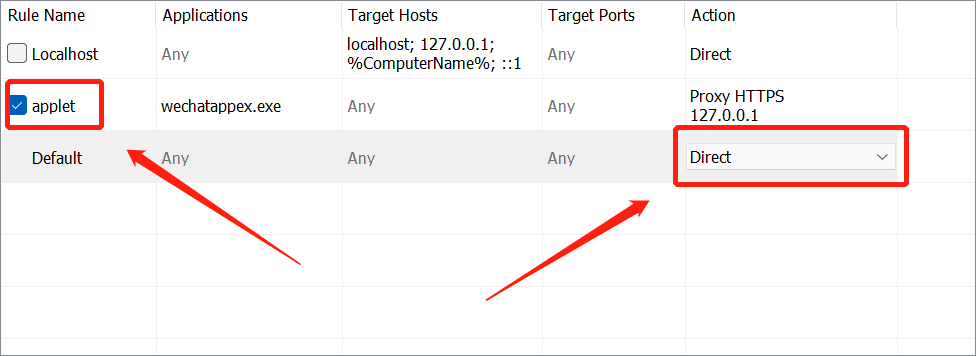 Rule Name Applications Target Hosts Target Ports Action
Localhost Any localhost; 127.0.0.1; %ComputerName%; ::1 Any Direct
applet wechatappex.exe Any Any Proxy HTTPS 127.0.0.1
Default Any Any Any Direct